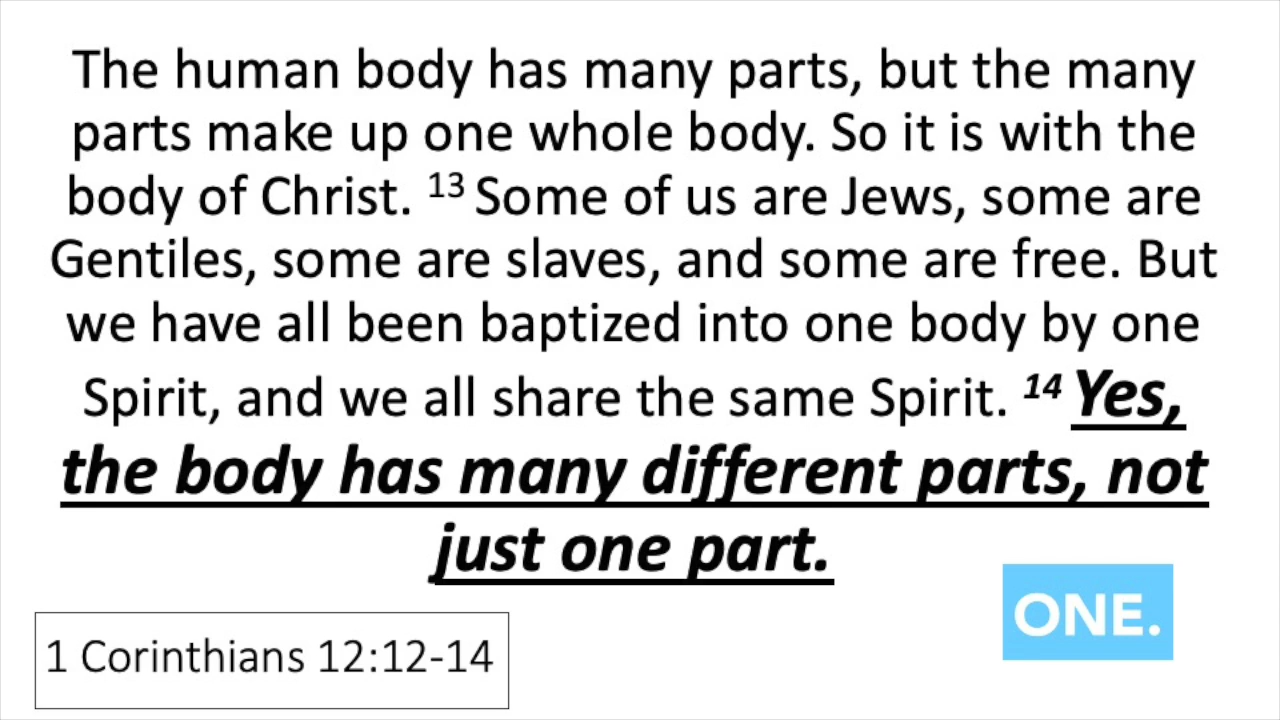 The human body has many parts, but the many
parts make up one whole body. So it is with the
body of Christ. 13 Some of us are Jews, some are
Gentiles, some are slaves, and some are free. But
we have all been baptized into one body by one
Spirit, and we all share the same Spirit. 14 Yes,
the body has many different parts, not
just one part.
ONE.
1 Corinthians 12:12-14